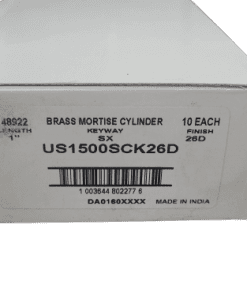 48922 BRASS MORTISE CYLINDER 10 EACH
LENGTH KEYWAY FINISH
1" SX 26D
US1500SCK26D
1 003644 802277 6
DA0160XXXX MADE IN INDIA